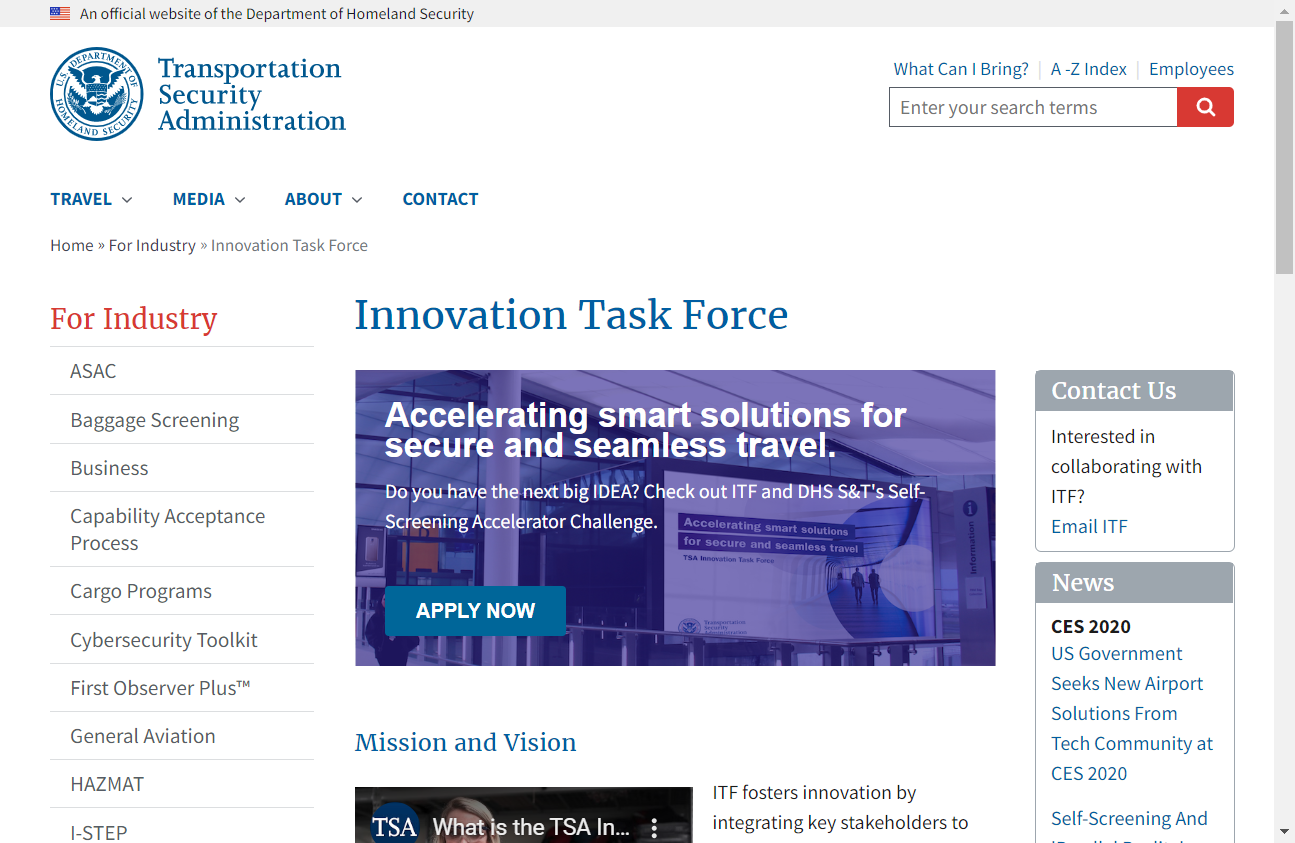 An official website of the Department of Homeland Security
U.S. DEPARTMENT OF HOMELAND SECURITY
Transportation
Security
Administration
What Can I Bring?
A -Z Index
Employees
Enter your search terms
TRAVEL
MEDIA
ABOUT
CONTACT
Home » For Industry » Innovation Task Force
For Industry
ASAC
Baggage Screening
Business
Capability Acceptance
Process
Cargo Programs
Cybersecurity Toolkit
First Observer Plus™
General Aviation
HAZMAT
I-STEP
Innovation Task Force
Accelerating smart solutions for
secure and seamless travel.
Do you have the next big IDEA? Check out ITF and DHS S&T's Self-
Screening Accelerator Challenge.
APPLY NOW
Accelerating smart solutions
for secure and seamless travel
TSA Innovation Task Force
Transportation
Security
Administration
Information
Mission and Vision
TSA
What is the TSA In...
ITF fosters innovation by
integrating key stakeholders to
Contact Us
Interested in
collaborating with
ITF?
Email ITF
News
CES 2020
US Government
Seeks New Airport
Solutions From
Tech Community at
CES 2020
Self-Screening And